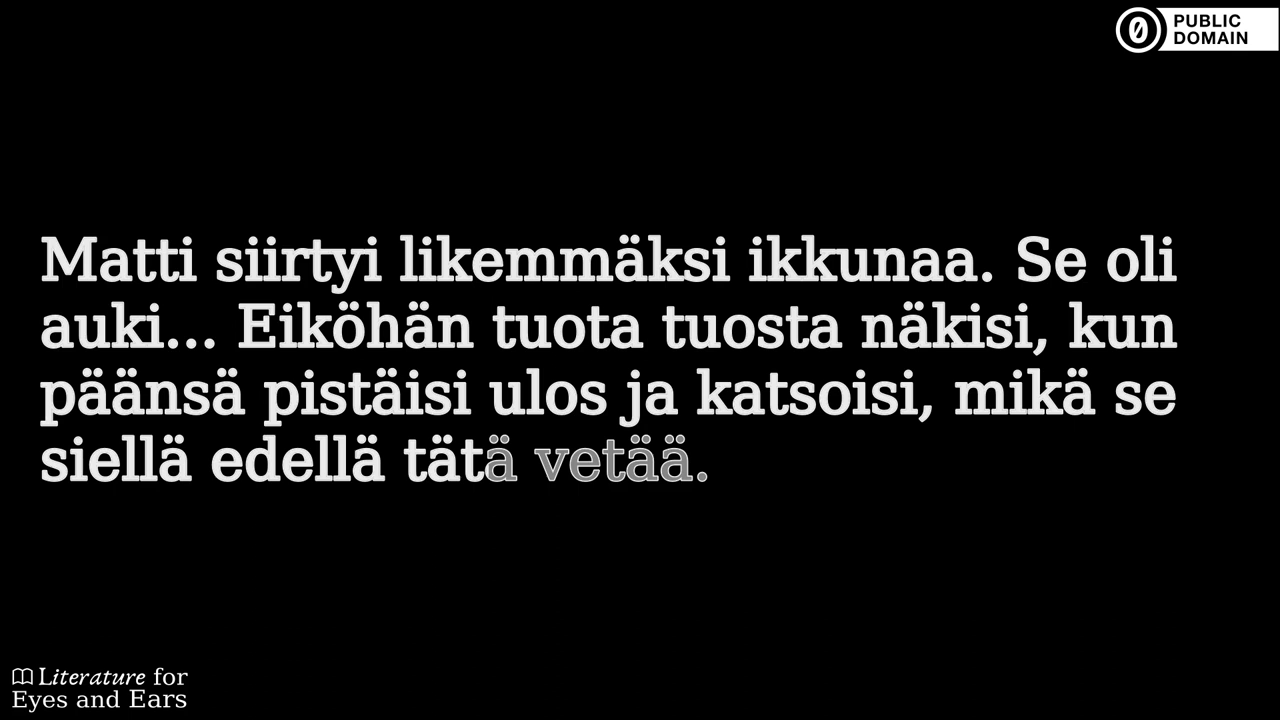 PUBLIC
DOMAIN
Matti siirtyi likemmäksi ikkunaa. Se oli
auki... Eiköhän tuota tuosta näkisi, kun
päänsä pistäisi ulos ja katsoisi, mikä se
siellä edellä tätä vetää.
Literature for
Eyes and Ears